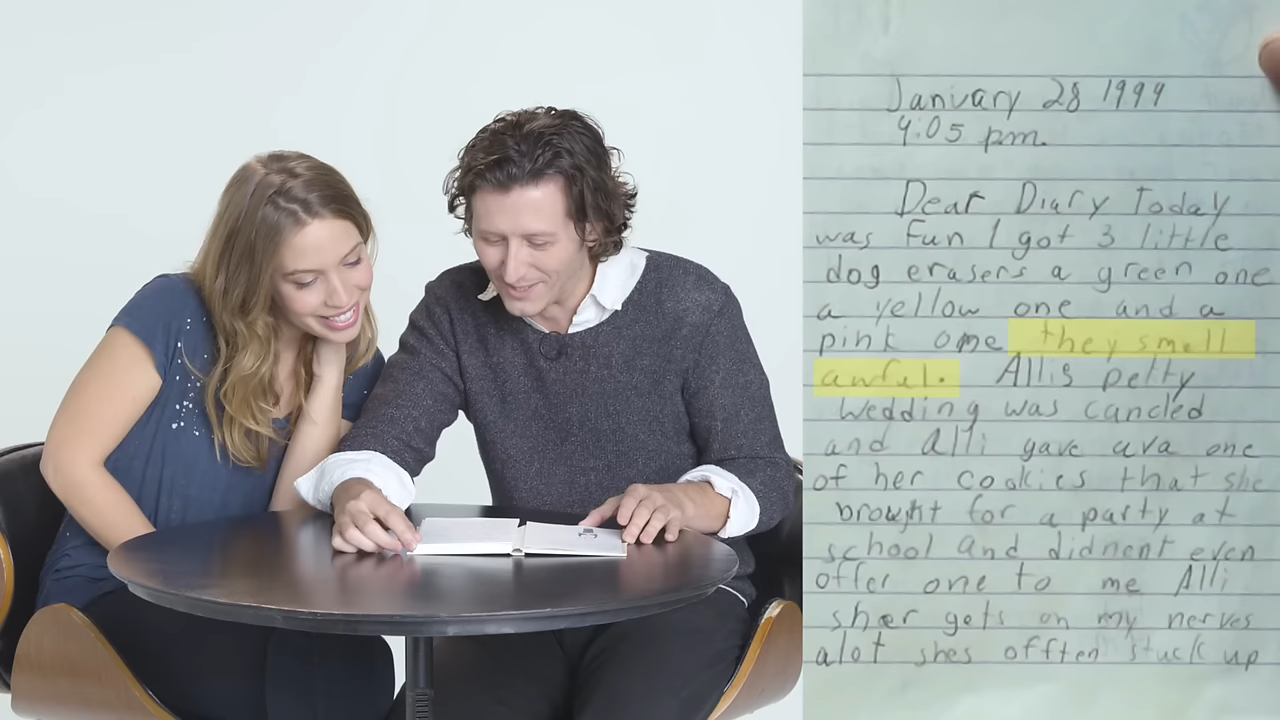 January 28 1999
4:05 pm.
Dear Diary Today
was fun I got 3 little
dog erasers a green one
a yellow one and a
pink ome they smell
awful. Allis petty
Wedding was cancled
and Alli gave ava one
of her cookies that she
brought for a party at
school and didnent even
offer one to me Alli
sher gets on my nerves
alot shes offten stuck up